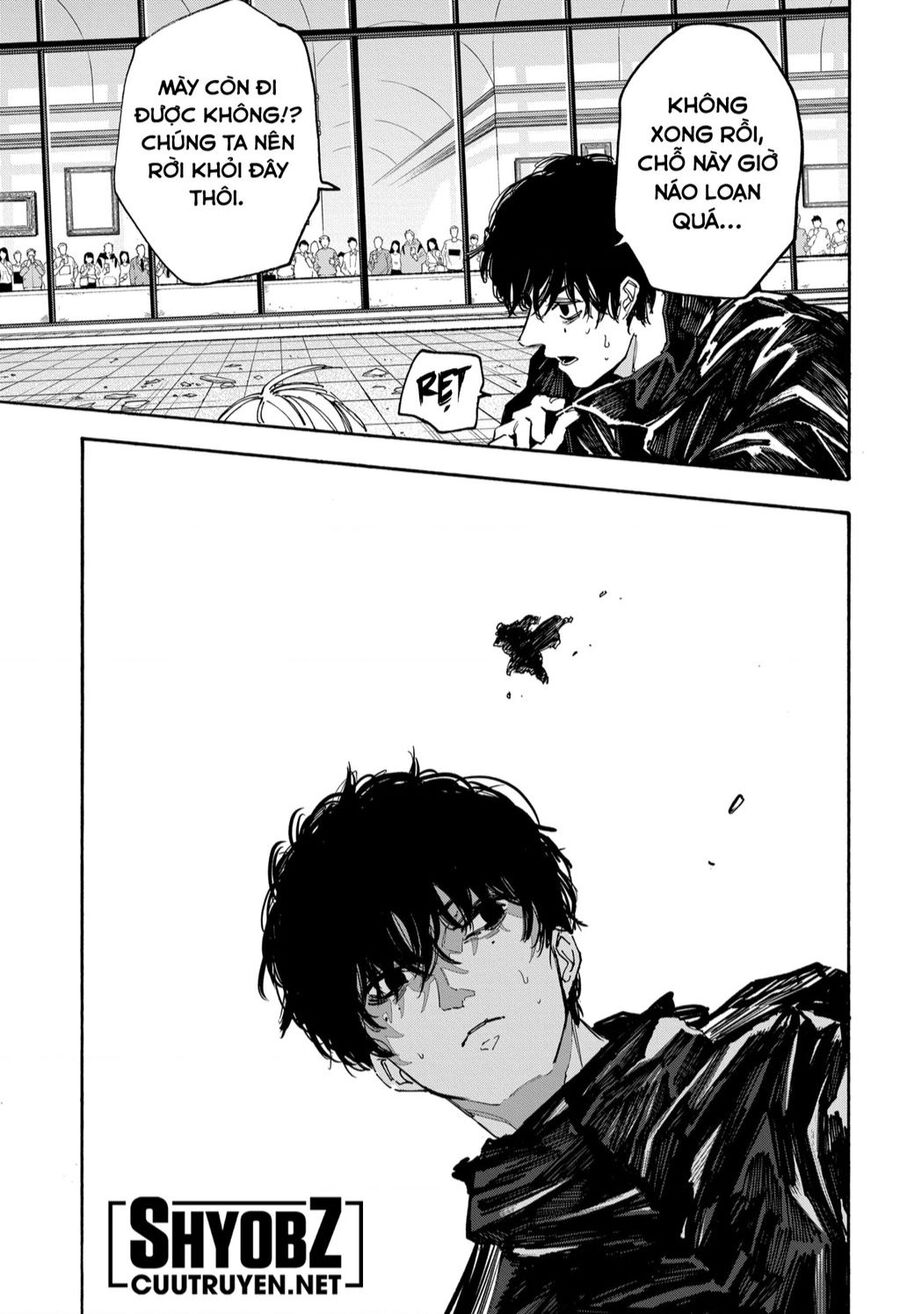 KHÔNG
XONG RỒI,
CHỖ NÀY GIỜ
NÁO LOẠN
QUÁ...
MÀY CÒN ĐI
ĐƯỢC KHÔNG!?
CHÚNG TA NÊN
RỜI KHỎI ĐÂY
THÔI.
RẸT
SHYOBZ
CUUTRUYEN.NET